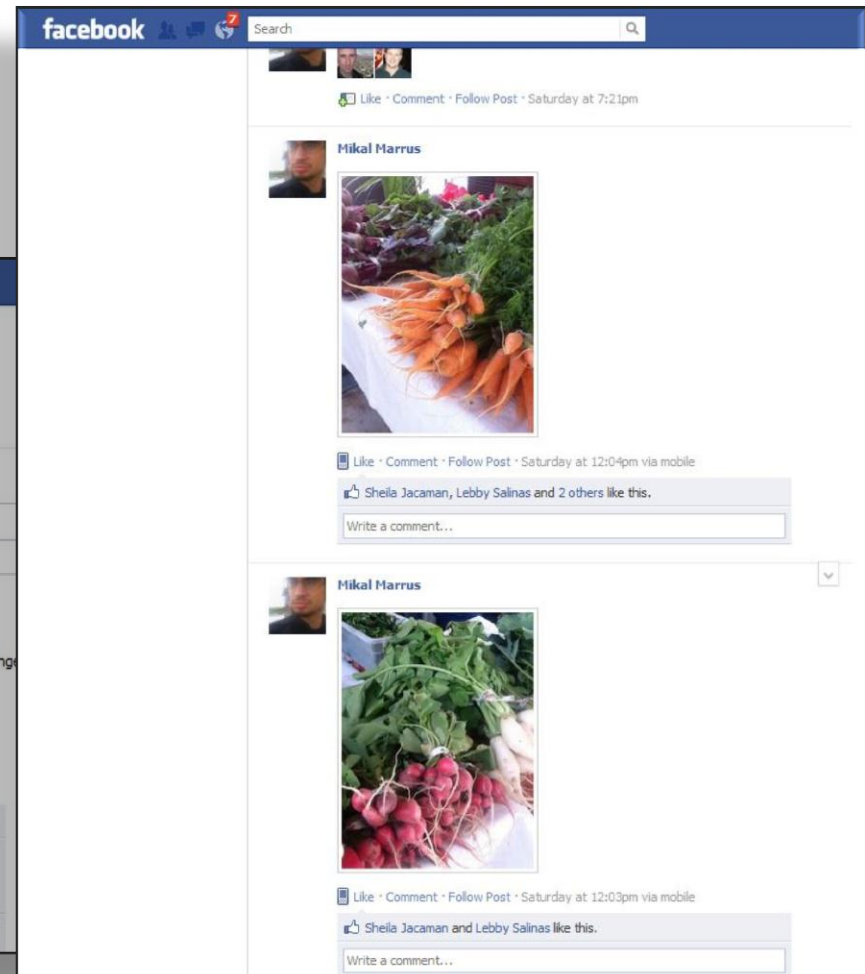 facebook
7
Search
Like · Comment · Follow Post · Saturday at 7:21pm
Mikal Marrus
Like · Comment · Follow Post · Saturday at 12:04pm via mobile
Sheila Jacaman, Lebby Salinas and 2 others like this.
Write a comment...
Mikal Marrus
Like · Comment · Follow Post · Saturday at 12:03pm via mobile
Sheila Jacaman and Lebby Salinas like this.
Write a comment...